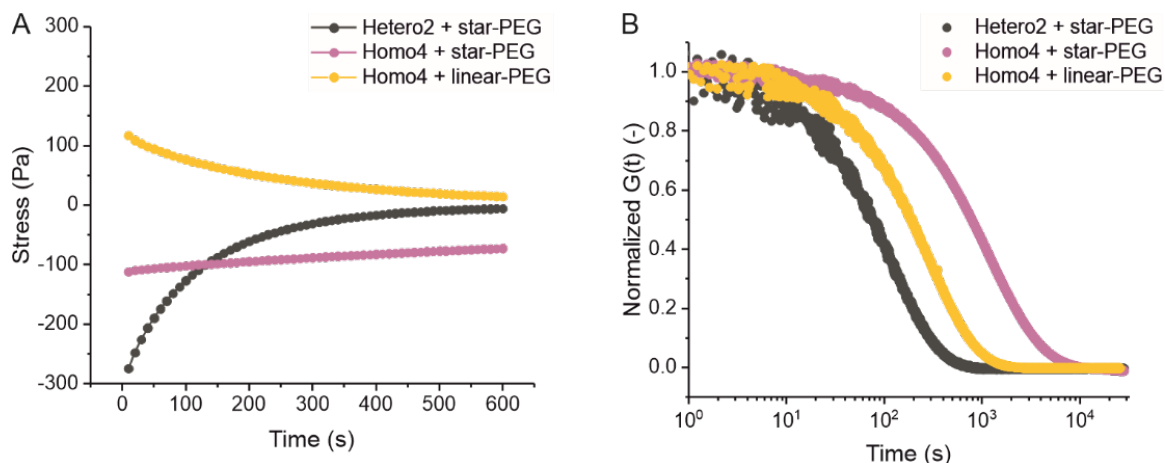 A
Hetero2 + star-PEG
Homo4 + star-PEG
Homo4 + linear-PEG
Stress (Pa)
300
200
100
0
-100
-200
-300
0 100 200 300 400 500 600
Time (s)
B
Hetero2 + star-PEG
Homo4 + star-PEG
Homo4 + linear-PEG
Normalized G(t) (-)
1.0
0.8
0.6
0.4
0.2
0.0
10⁰ 10¹ 10² 10³ 10⁴
Time (s)